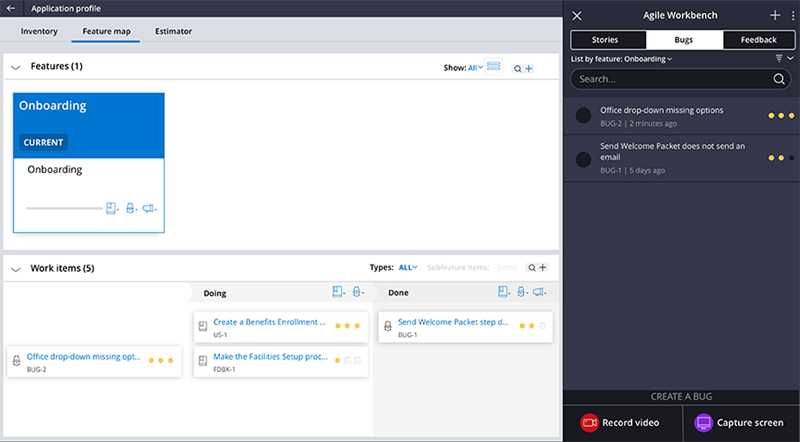 Application profile
Inventory
Feature map
Estimator
Features (1)
Show: All
Onboarding
CURRENT
Onboarding
Work items (5)
Types: ALL
Subfeature items: SHOW
Doing
Done
Office drop-down missing opt...
BUG-2
Create a Benefits Enrollment ...
US-1
Make the Facilities Setup proc...
FDBK-1
Send Welcome Packet step d...
BUG-1
Agile Workbench
Stories
Bugs
Feedback
List by feature: Onboarding
Search...
Office drop-down missing options
BUG-2 | 2 minutes ago
Send Welcome Packet does not send an
email
BUG-1 | 5 days ago
CREATE A BUG
Record video
Capture screen